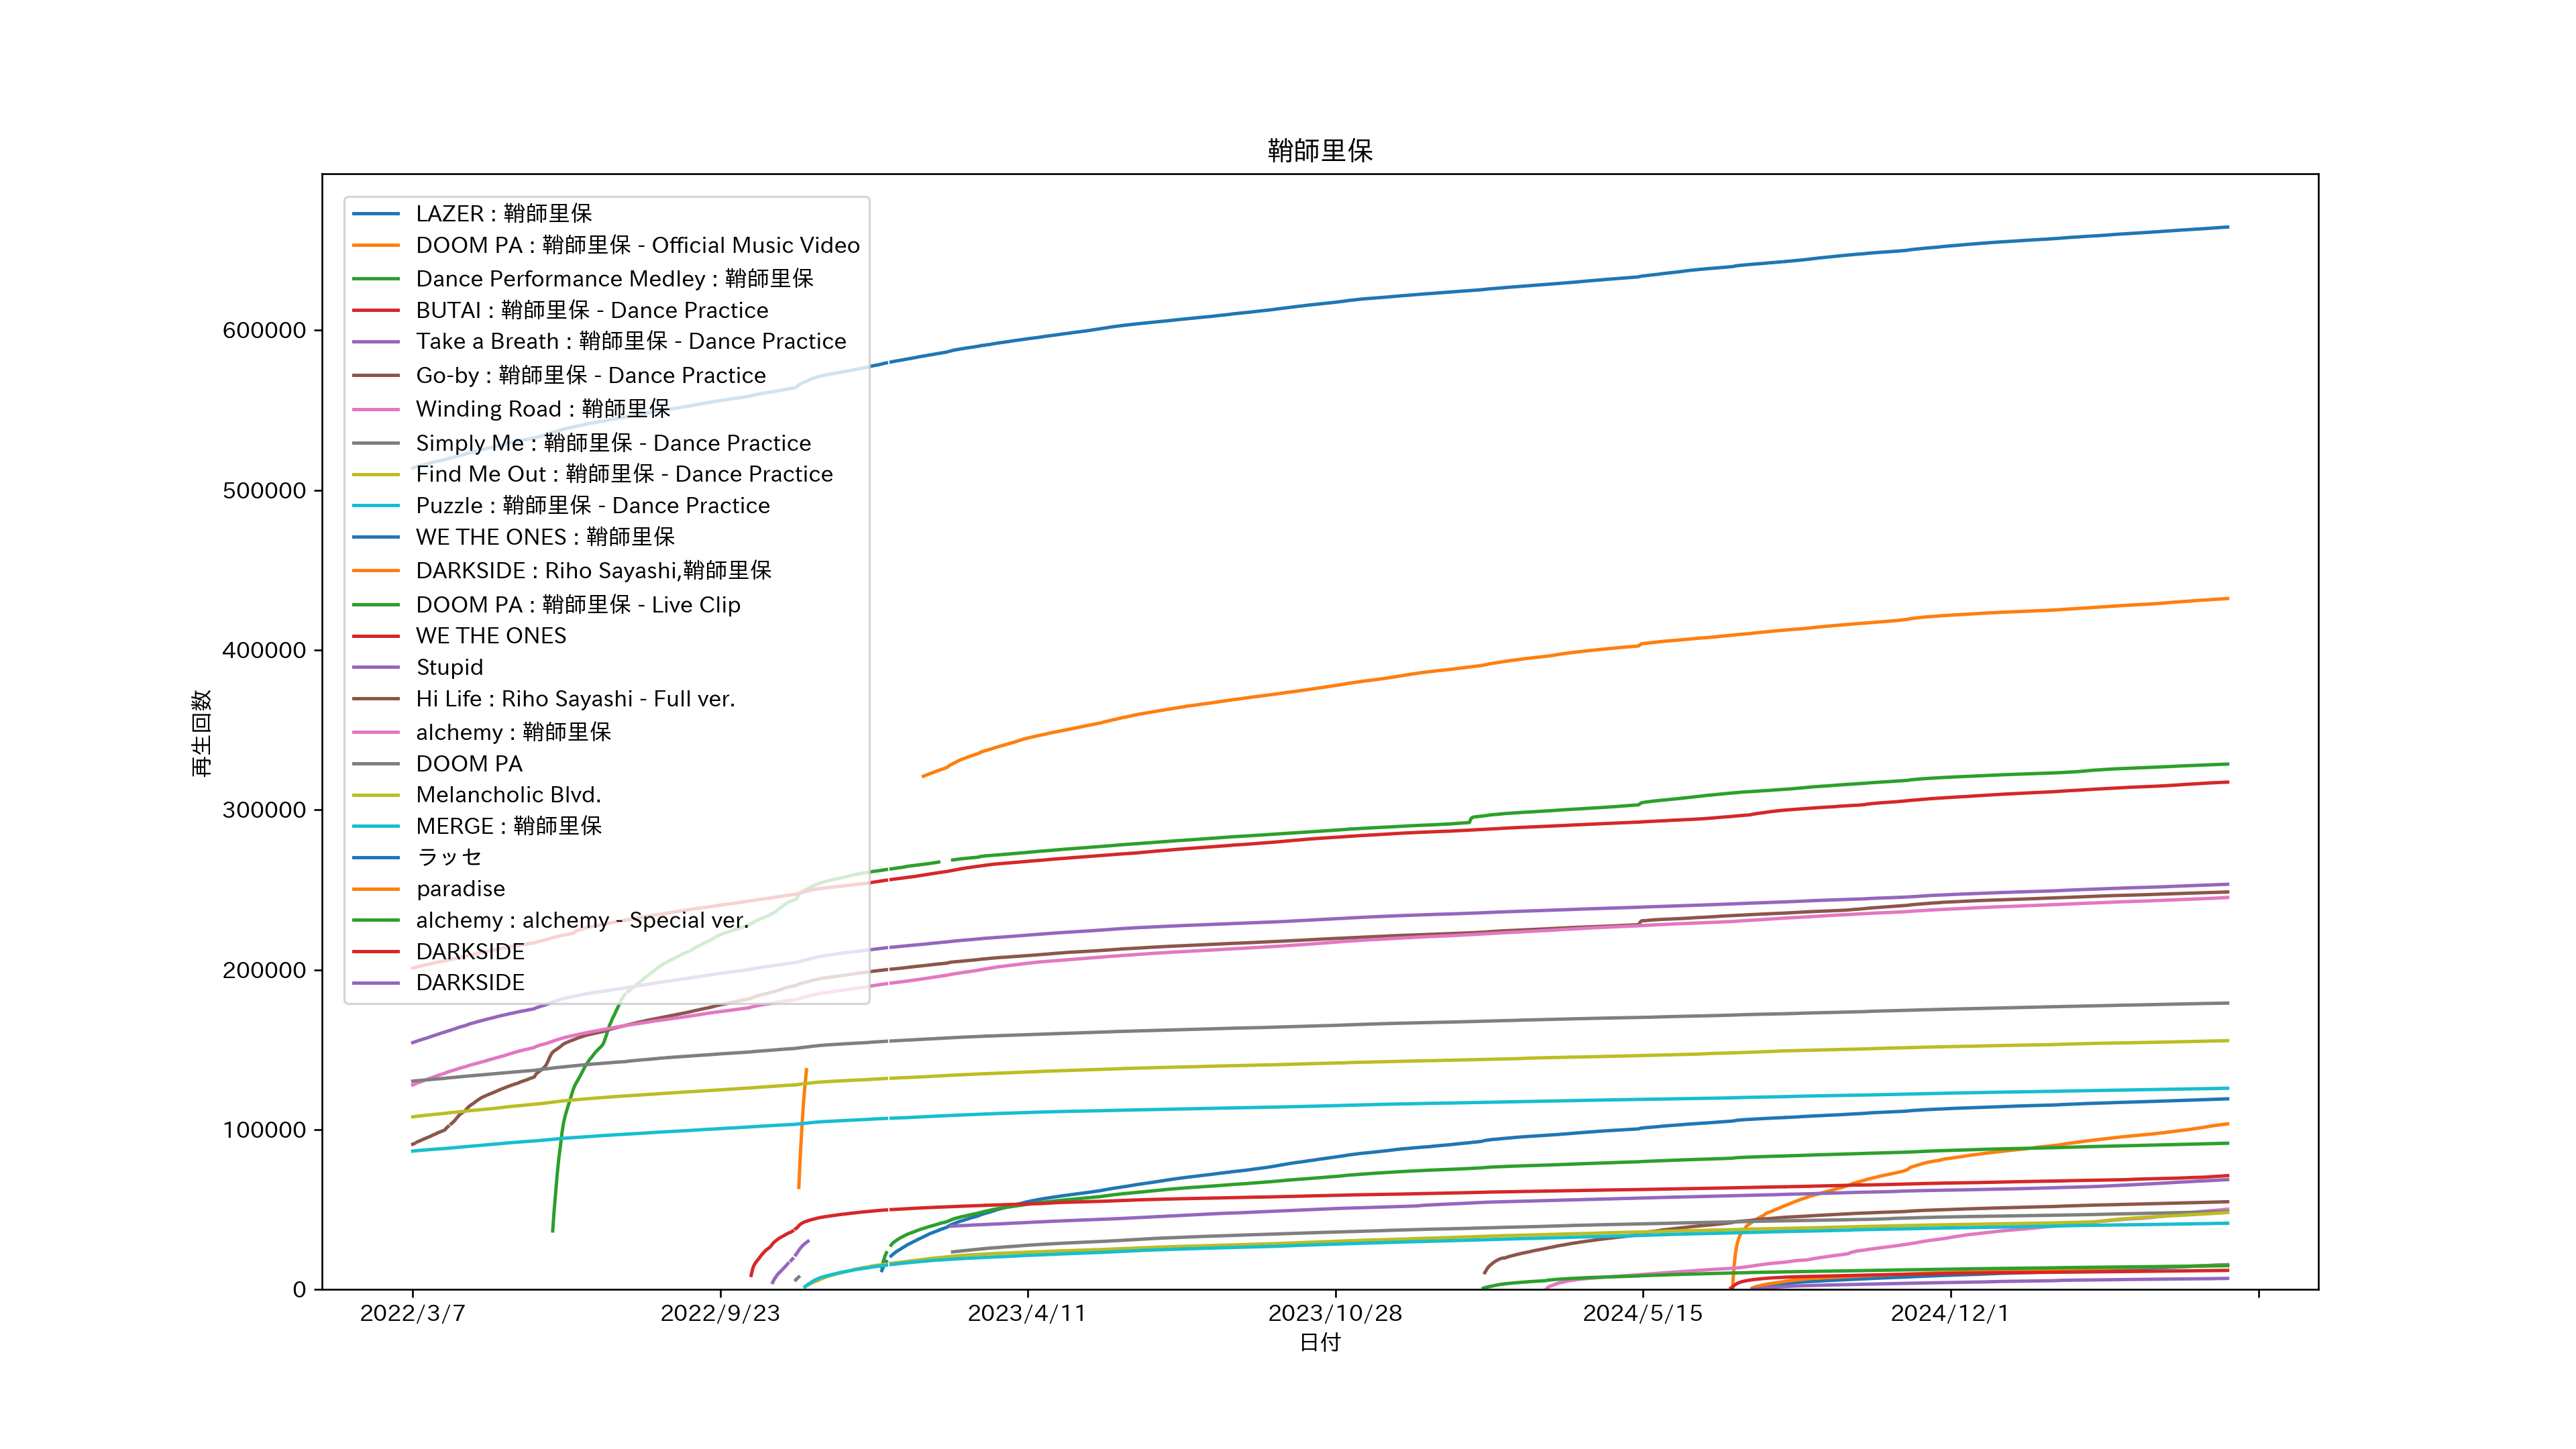 鞘師里保
LAZER : 鞘師里保
DOOM PA : 鞘師里保 - Official Music Video
Dance Performance Medley : 鞘師里保
BUTAI : 鞘師里保 - Dance Practice
Take a Breath : 鞘師里保 - Dance Practice
Go-by : 鞘師里保 - Dance Practice
Winding Road : 鞘師里保
Simply Me : 鞘師里保 - Dance Practice
Find Me Out : 鞘師里保 - Dance Practice
Puzzle : 鞘師里保 - Dance Practice
WE THE ONES : 鞘師里保
DARKSIDE : Riho Sayashi,鞘師里保
DOOM PA : 鞘師里保 - Live Clip
WE THE ONES
Stupid
Hi Life : Riho Sayashi - Full ver.
alchemy : 鞘師里保
DOOM PA
Melancholic Blvd.
MERGE : 鞘師里保
ラッセ
paradise
alchemy : alchemy - Special ver.
DARKSIDE
DARKSIDE
再生回数
600000
500000
400000
300000
200000
100000
0
2022/3/7
2022/9/23
2023/4/11
2023/10/28
2024/5/15
2024/12/1
日付